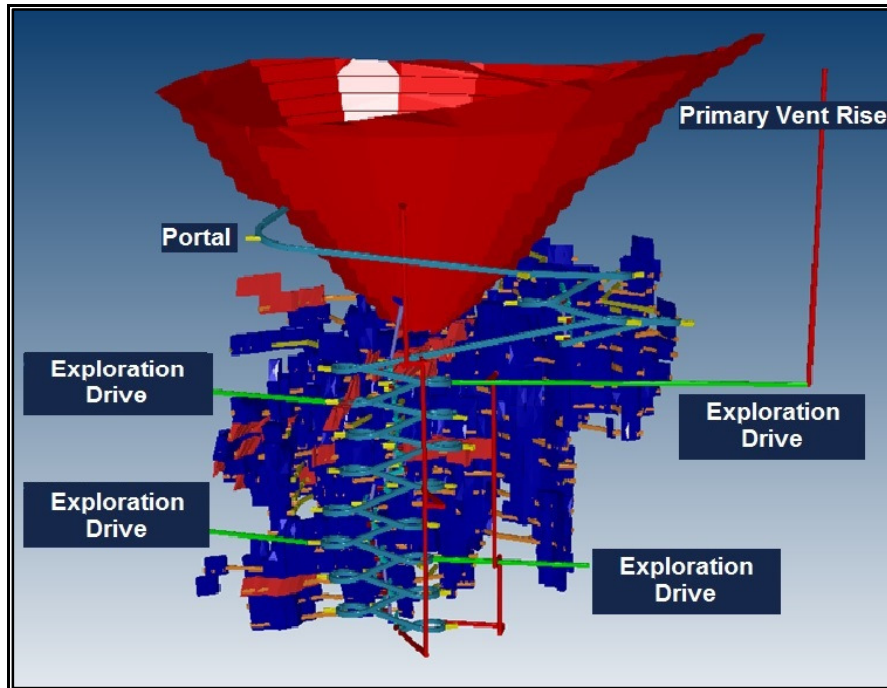 Primary Vent Rise
Portal
Exploration
Drive
Exploration
Drive
Exploration
Drive
Exploration
Drive